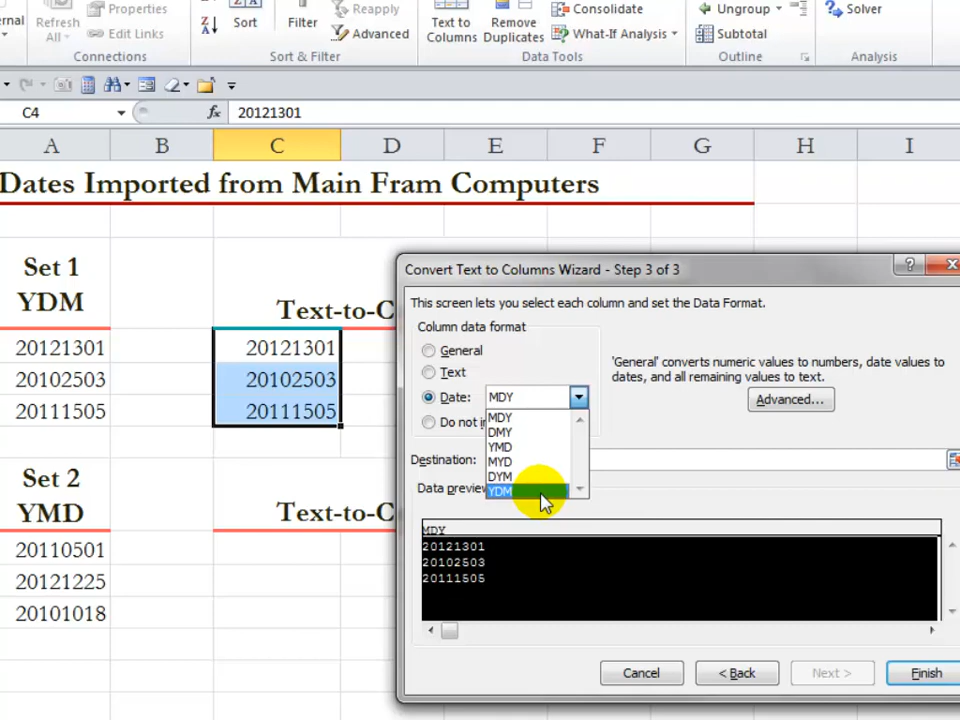 Properties
Reapply
Consolidate
Ungroup
Solver
Refresh All
Edit Links
Sort
Filter
Advanced
Text to Columns
Remove Duplicates
What-If Analysis
Subtotal
Connections
Sort & Filter
Data Tools
Outline
Analysis
C4
fx
20121301
A B C D E F G H I
Dates Imported from Main Fram Computers
Set 1
YDM
Text-to-C
20121301
20102503
20111505
20121301
20102503
20111505
Set 2
YMD
Text-to-C
20110501
20121225
20101018
Convert Text to Columns Wizard - Step 3 of 3
This screen lets you select each column and set the Data Format.
Column data format
General
Text
Date: MDY
MDY
DMY
YMD
MYD
DYM
YDM
Do not i
'General' converts numeric values to numbers, date values to
dates, and all remaining values to text.
Advanced...
Destination:
Data preview
MDY
20121301
20102503
20111505
Cancel
< Back
Next >
Finish